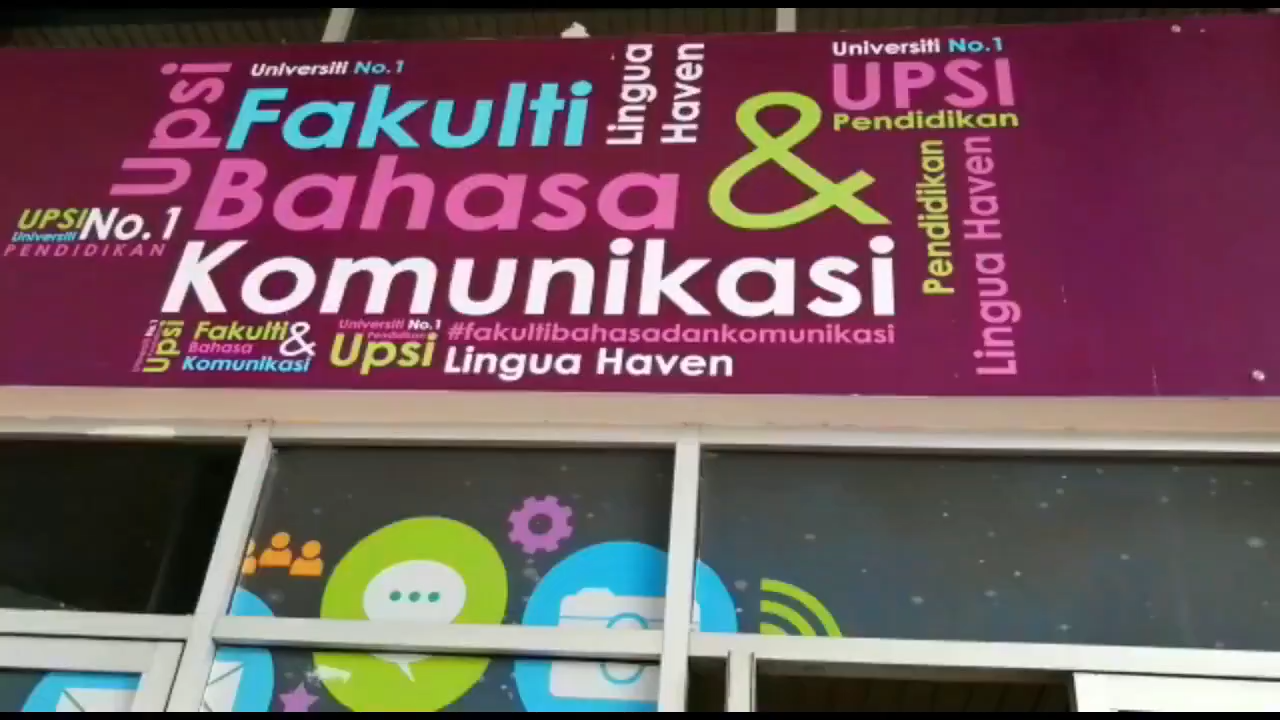 Upsi
Universiti No.1
Fakulti
Lingua
Haven
Bahasa
&
Komunikasi
Universiti No.1
UPSI
Pendidikan
Pendidikan
Lingua Haven
UPSI
Universiti
No.1
PENDIDIKAN
Upsi
Fakulti
&
Bahasa
Komunikasi
Universiti No.1
Pendidikan
Upsi
#fakultibahasadankomunikasi
Lingua Haven